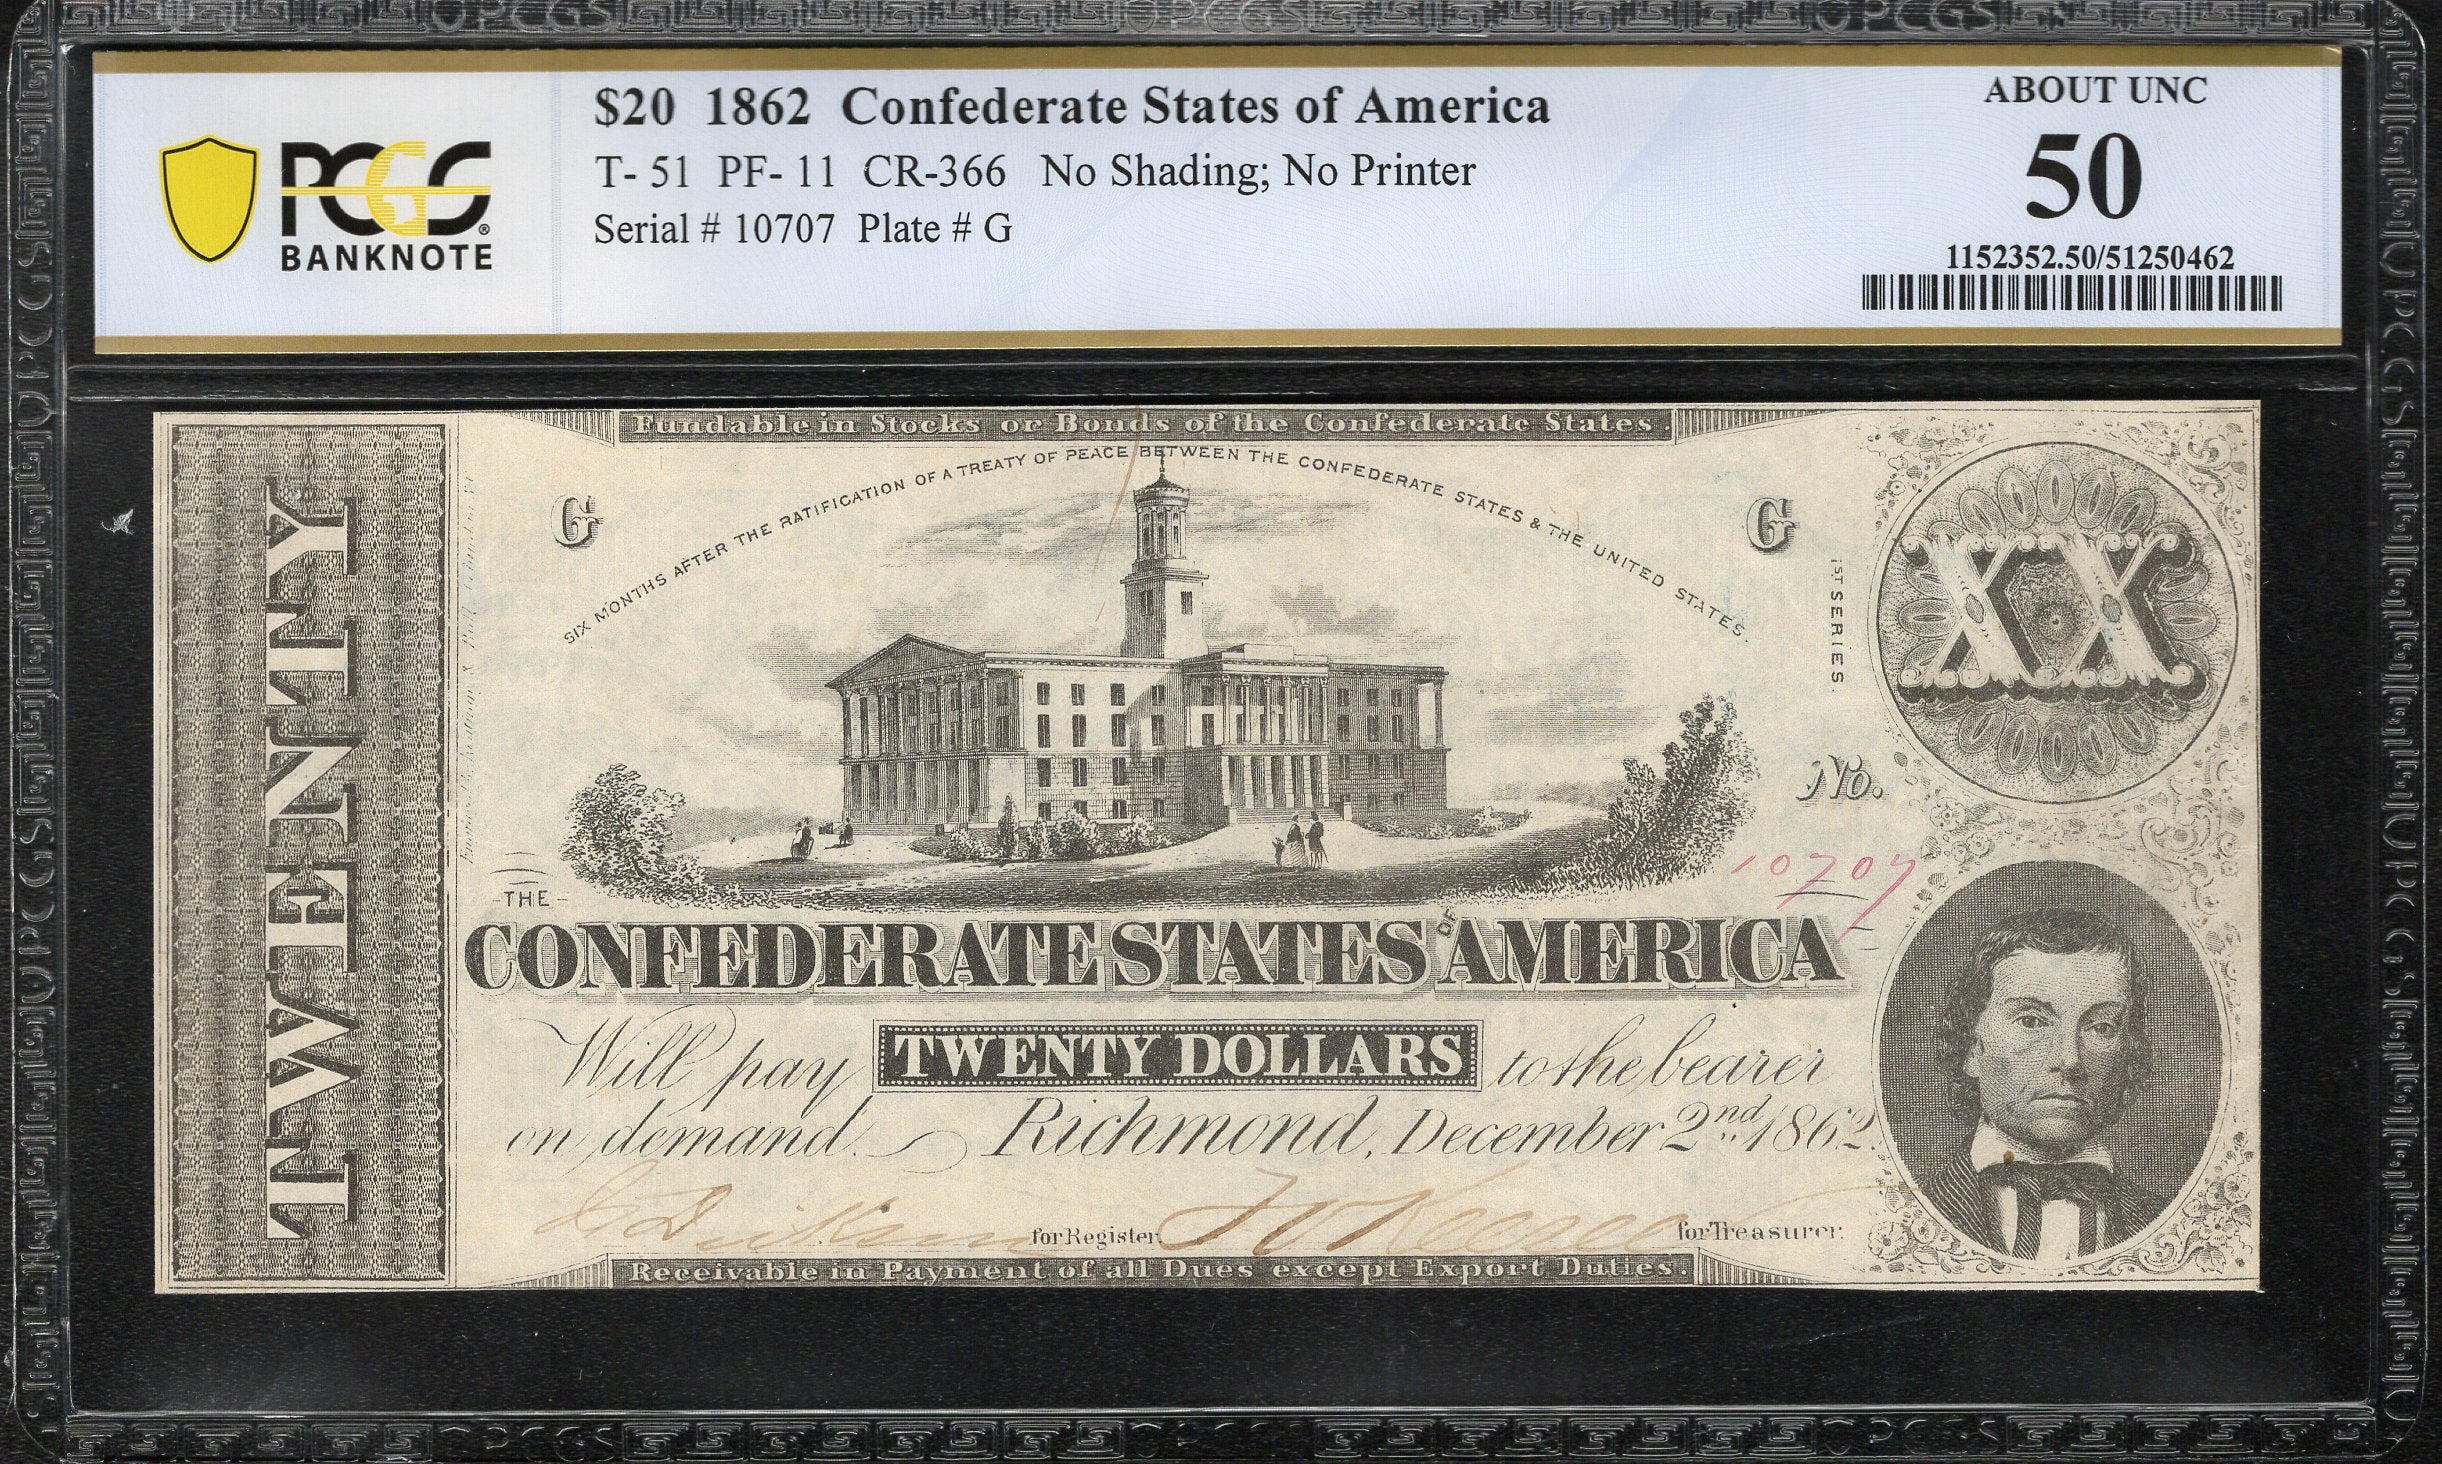 $20 1862 Confederate States of America
T- 51 PF- 11 CR-366 No Shading; No Printer
Serial # 10707 Plate # G
PCGS
BANKNOTE
ABOUT UNC
50
1152352.50/51250462
TWENTY
Fundable in Stocks or Bonds of the Confederate States.
SIX MONTHS AFTER THE RATIFICATION OF A TREATY OF PEACE BETWEEN THE CONFEDERATE STATES & THE UNITED STATES.
G
G
1ST SERIES.
XX
No.
10707
THE
CONFEDERATE STATES OF AMERICA
Will pay TWENTY DOLLARS to the bearer
on demand. Richmond, December 2nd 1862.
for Register
for Treasurer.
Receivable in Payment of all Dues except Export Duties.